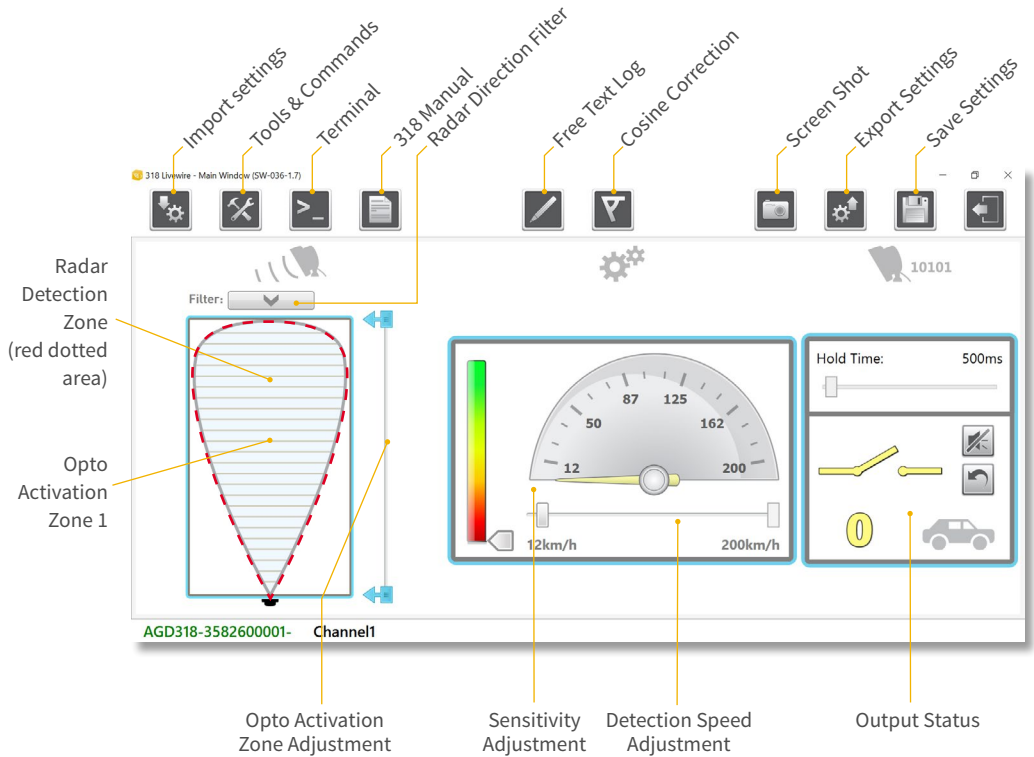 Import settings
Tools & Commands
Terminal
318 Manual
Radar Direction Filter
Free Text Log
Cosine Correction
Screen Shot
Export Settings
Save Settings
318 Livewire - Main Window (SW-036-1.7)
>_
10101
Radar
Detection
Zone
(red dotted
area)
Filter:
Opto
Activation
Zone 1
12
50
87
125
162
200
12km/h
200km/h
Hold Time:
500ms
0
AGD318-3582600001-
Channel1
Opto Activation
Zone Adjustment
Sensitivity
Adjustment
Detection Speed
Adjustment
Output Status